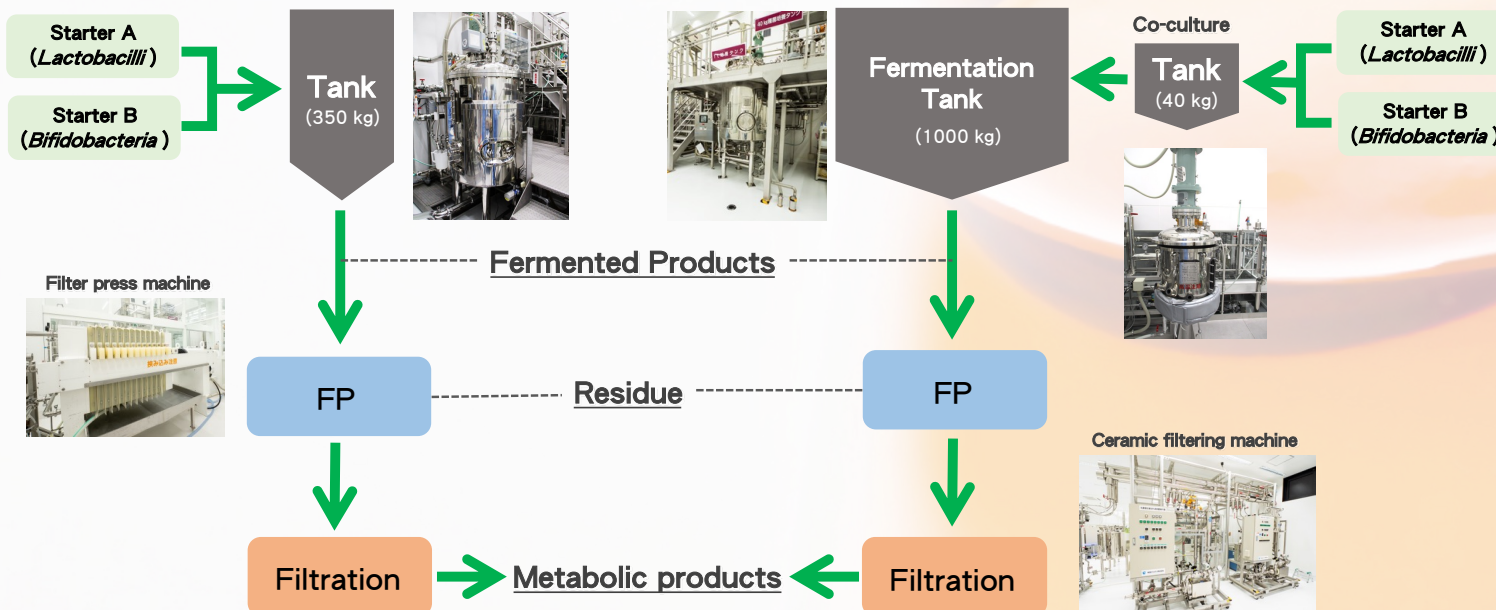 Starter A
(Lactobacilli)
Starter B
(Bifidobacteria)
Tank
(350 kg)
Fermentation
Tank
(1000 kg)
Co-culture
Tank
(40 kg)
Starter A
(Lactobacilli)
Starter B
(Bifidobacteria)
Fermented Products
Filter press machine
FP
Residue
FP
Ceramic filtering machine
Filtration
Metabolic products
Filtration